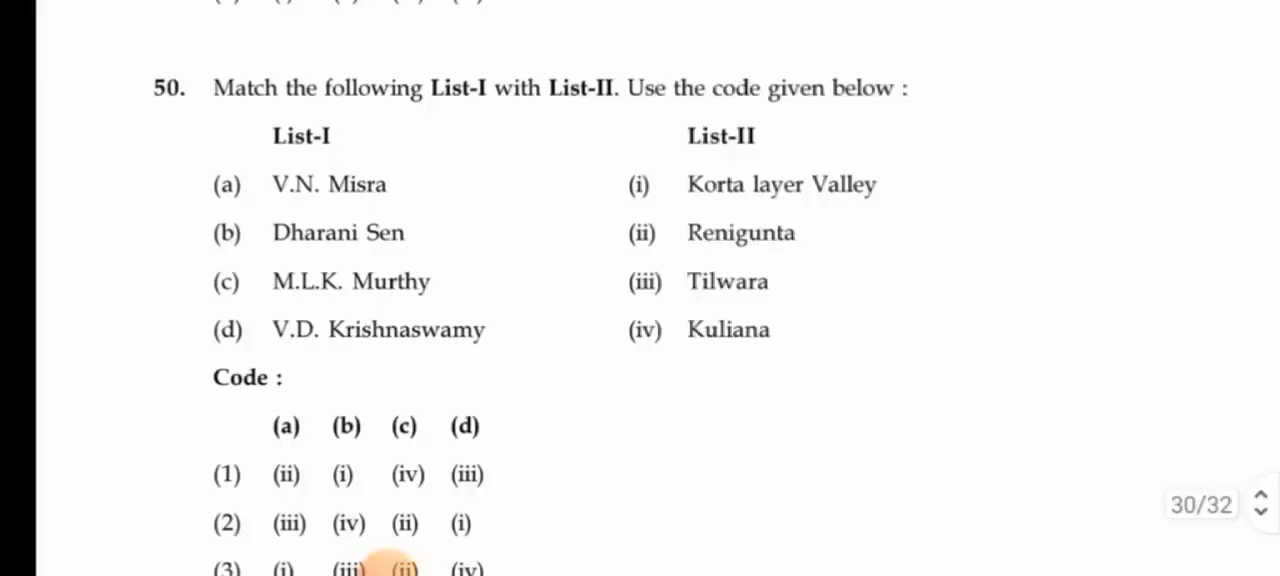 50. Match the following List-I with List-II. Use the code given below :
List-I List-II
(a) V.N. Misra (i) Korta layer Valley
(b) Dharani Sen (ii) Renigunta
(c) M.L.K. Murthy (iii) Tilwara
(d) V.D. Krishnaswamy (iv) Kuliana
Code :
(a) (b) (c) (d)
(1) (ii) (i) (iv) (iii)
(2) (iii) (iv) (ii) (i)
(3) (i) (iii) (ii) (iv)
30/32